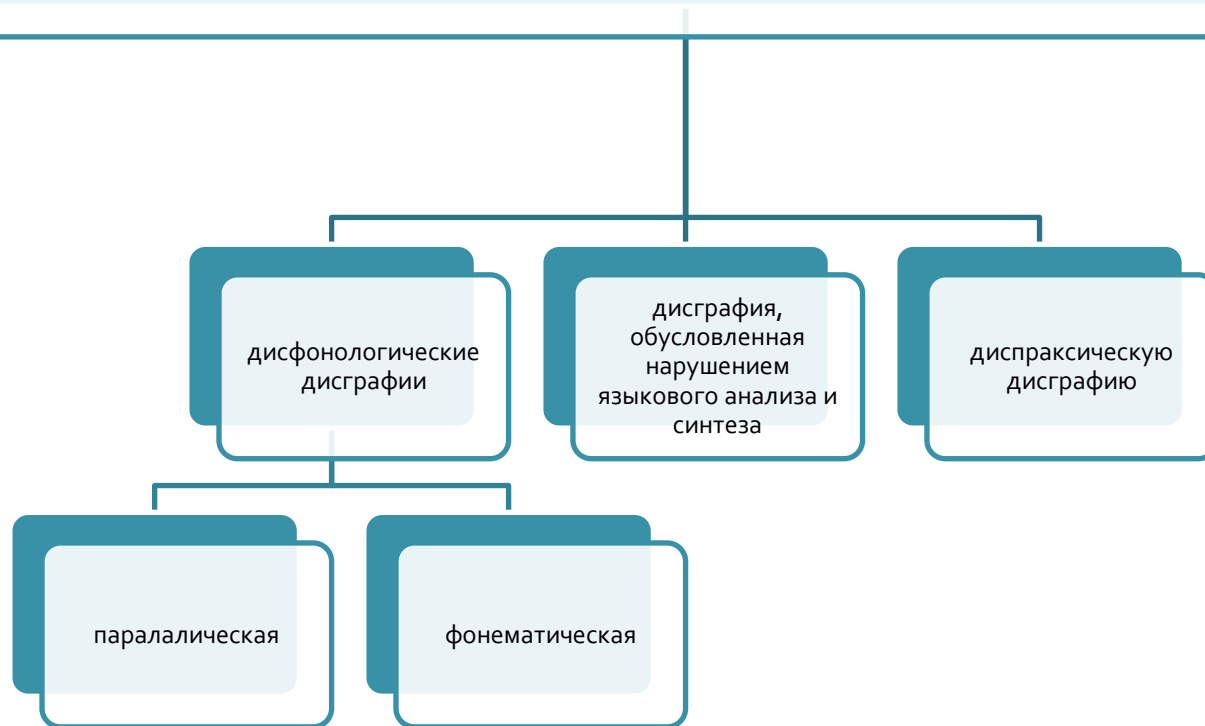 дисфонологические
дисграфии
дисграфия,
обусловленная
нарушением
языкового анализа и
синтеза
диспраксическую
дисграфию
паралалическая
фонематическая